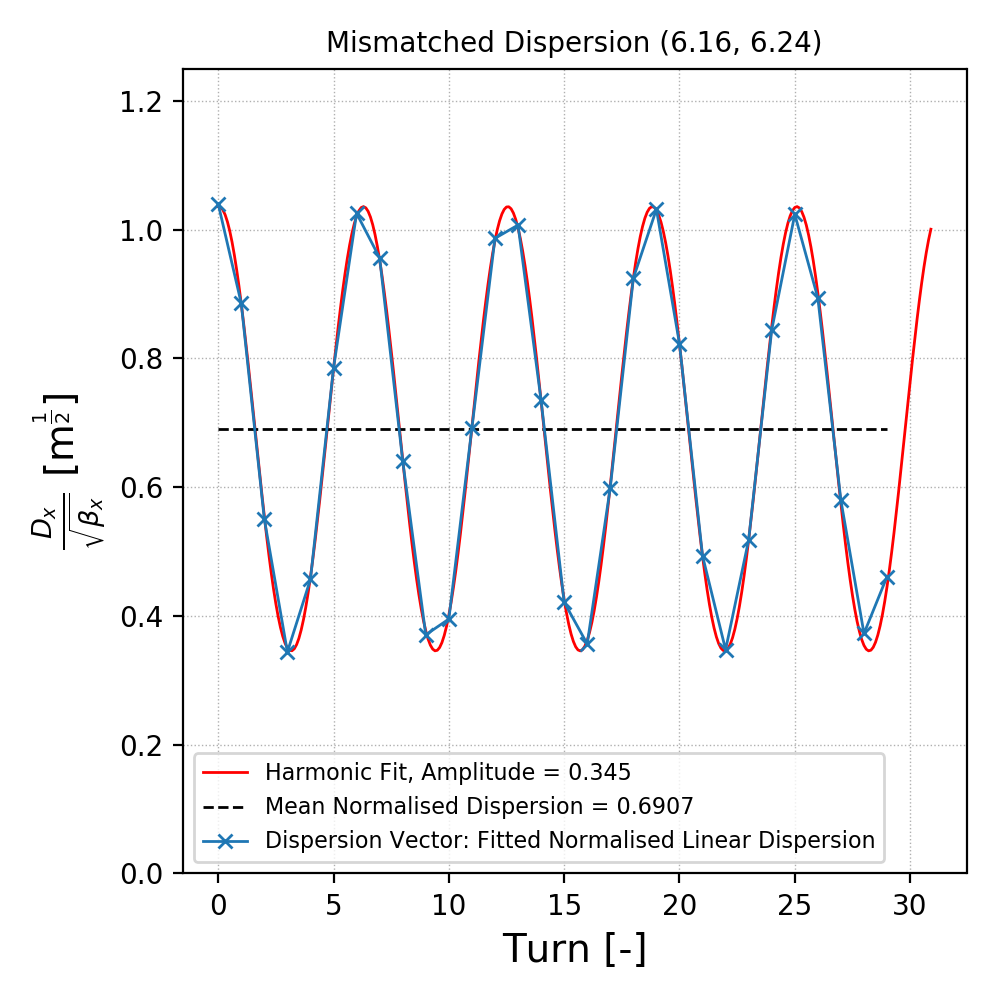 Mismatched Dispersion (6.16, 6.24)
1.2
1.0
0.8
0.6
0.4
0.2
0.0
D_x / √β_x [m^{1/2}]
Harmonic Fit, Amplitude = 0.345
Mean Normalised Dispersion = 0.6907
Dispersion Vector: Fitted Normalised Linear Dispersion
0 5 10 15 20 25 30
Turn [-]